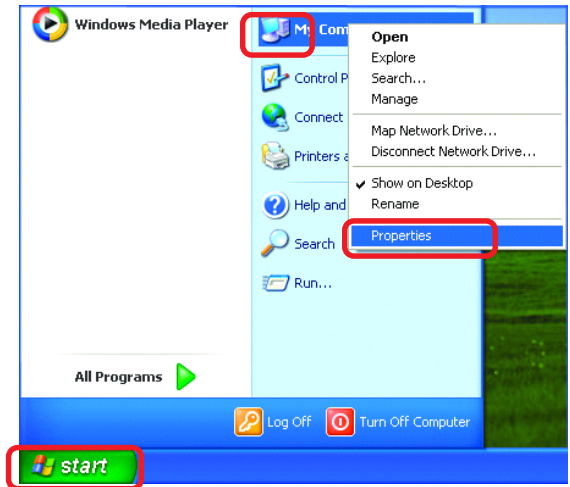 Windows Media Player
My Com
Control P
Connect
Printers a
Help and
Search
Run...
Open
Explore
Search...
Manage
Map Network Drive...
Disconnect Network Drive...
Show on Desktop
Rename
Properties
All Programs
Log Off
Turn Off Computer
start